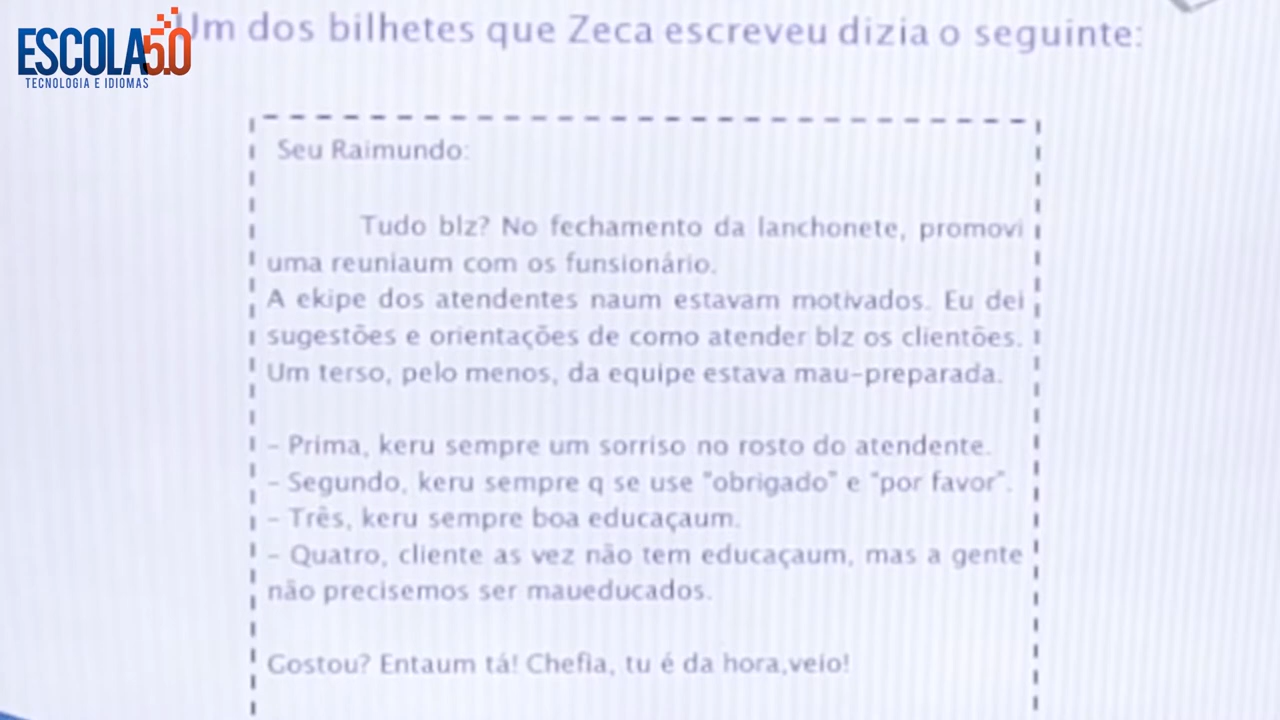 ESCOLA 5.0
TECNOLOGIA E IDIOMAS
Um dos bilhetes que Zeca escreveu dizia o seguinte:
Seu Raimundo:
Tudo blz? No fechamento da lanchonete, promovi
uma reuniaum com os funsionário.
A ekipe dos atendentes naum estavam motivados. Eu dei
sugestões e orientações de como atender blz os clientões.
Um terso, pelo menos, da equipe estava mau-preparada.
- Prima, keru sempre um sorriso no rosto do atendente.
- Segundo, keru sempre q se use "obrigado" e "por favor".
- Três, keru sempre boa educaçaum.
- Quatro, cliente as vez não tem educaçaum, mas a gente
não precisemos ser maueducados.
Gostou? Entaum tá! Chefia, tu é da hora,veio!